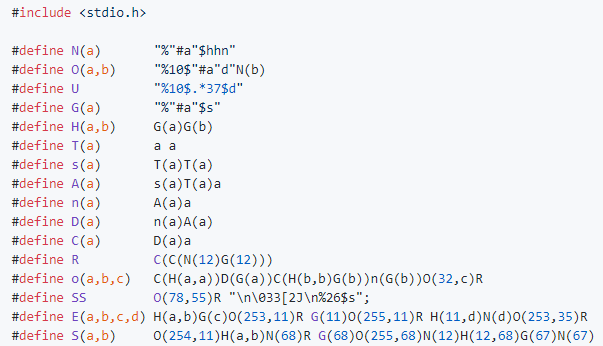 #include <stdio.h>
#define N(a) "%"#a"$hhn"
#define O(a,b) "%10$"#a"d"N(b)
#define U "%10$.*37$d"
#define G(a) "%"#a"$s"
#define H(a,b) G(a)G(b)
#define T(a) a a
#define s(a) T(a)T(a)
#define A(a) s(a)T(a)a
#define n(a) A(a)a
#define D(a) n(a)A(a)
#define C(a) D(a)a
#define R C(C(N(12)G(12)))
#define o(a,b,c) C(H(a,a))D(G(a))C(H(b,b)G(b))n(G(b))O(32,c)R
#define SS O(78,55)R "\n\033[2J\n%26$s";
#define E(a,b,c,d) H(a,b)G(c)O(253,11)R G(11)O(255,11)R H(11,d)N(d)O(253,35)R
#define S(a,b) O(254,11)H(a,b)N(68)R G(68)O(255,68)N(12)H(12,68)G(67)N(67)